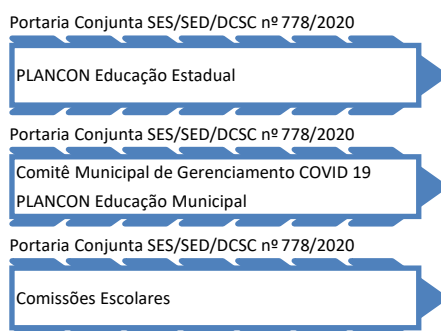 Portaria Conjunta SES/SED/DCSC nº 778/2020
PLANCON Educação Estadual
Portaria Conjunta SES/SED/DCSC nº 778/2020
Comitê Municipal de Gerenciamento COVID 19
PLANCON Educação Municipal
Portaria Conjunta SES/SED/DCSC nº 778/2020
Comissões Escolares